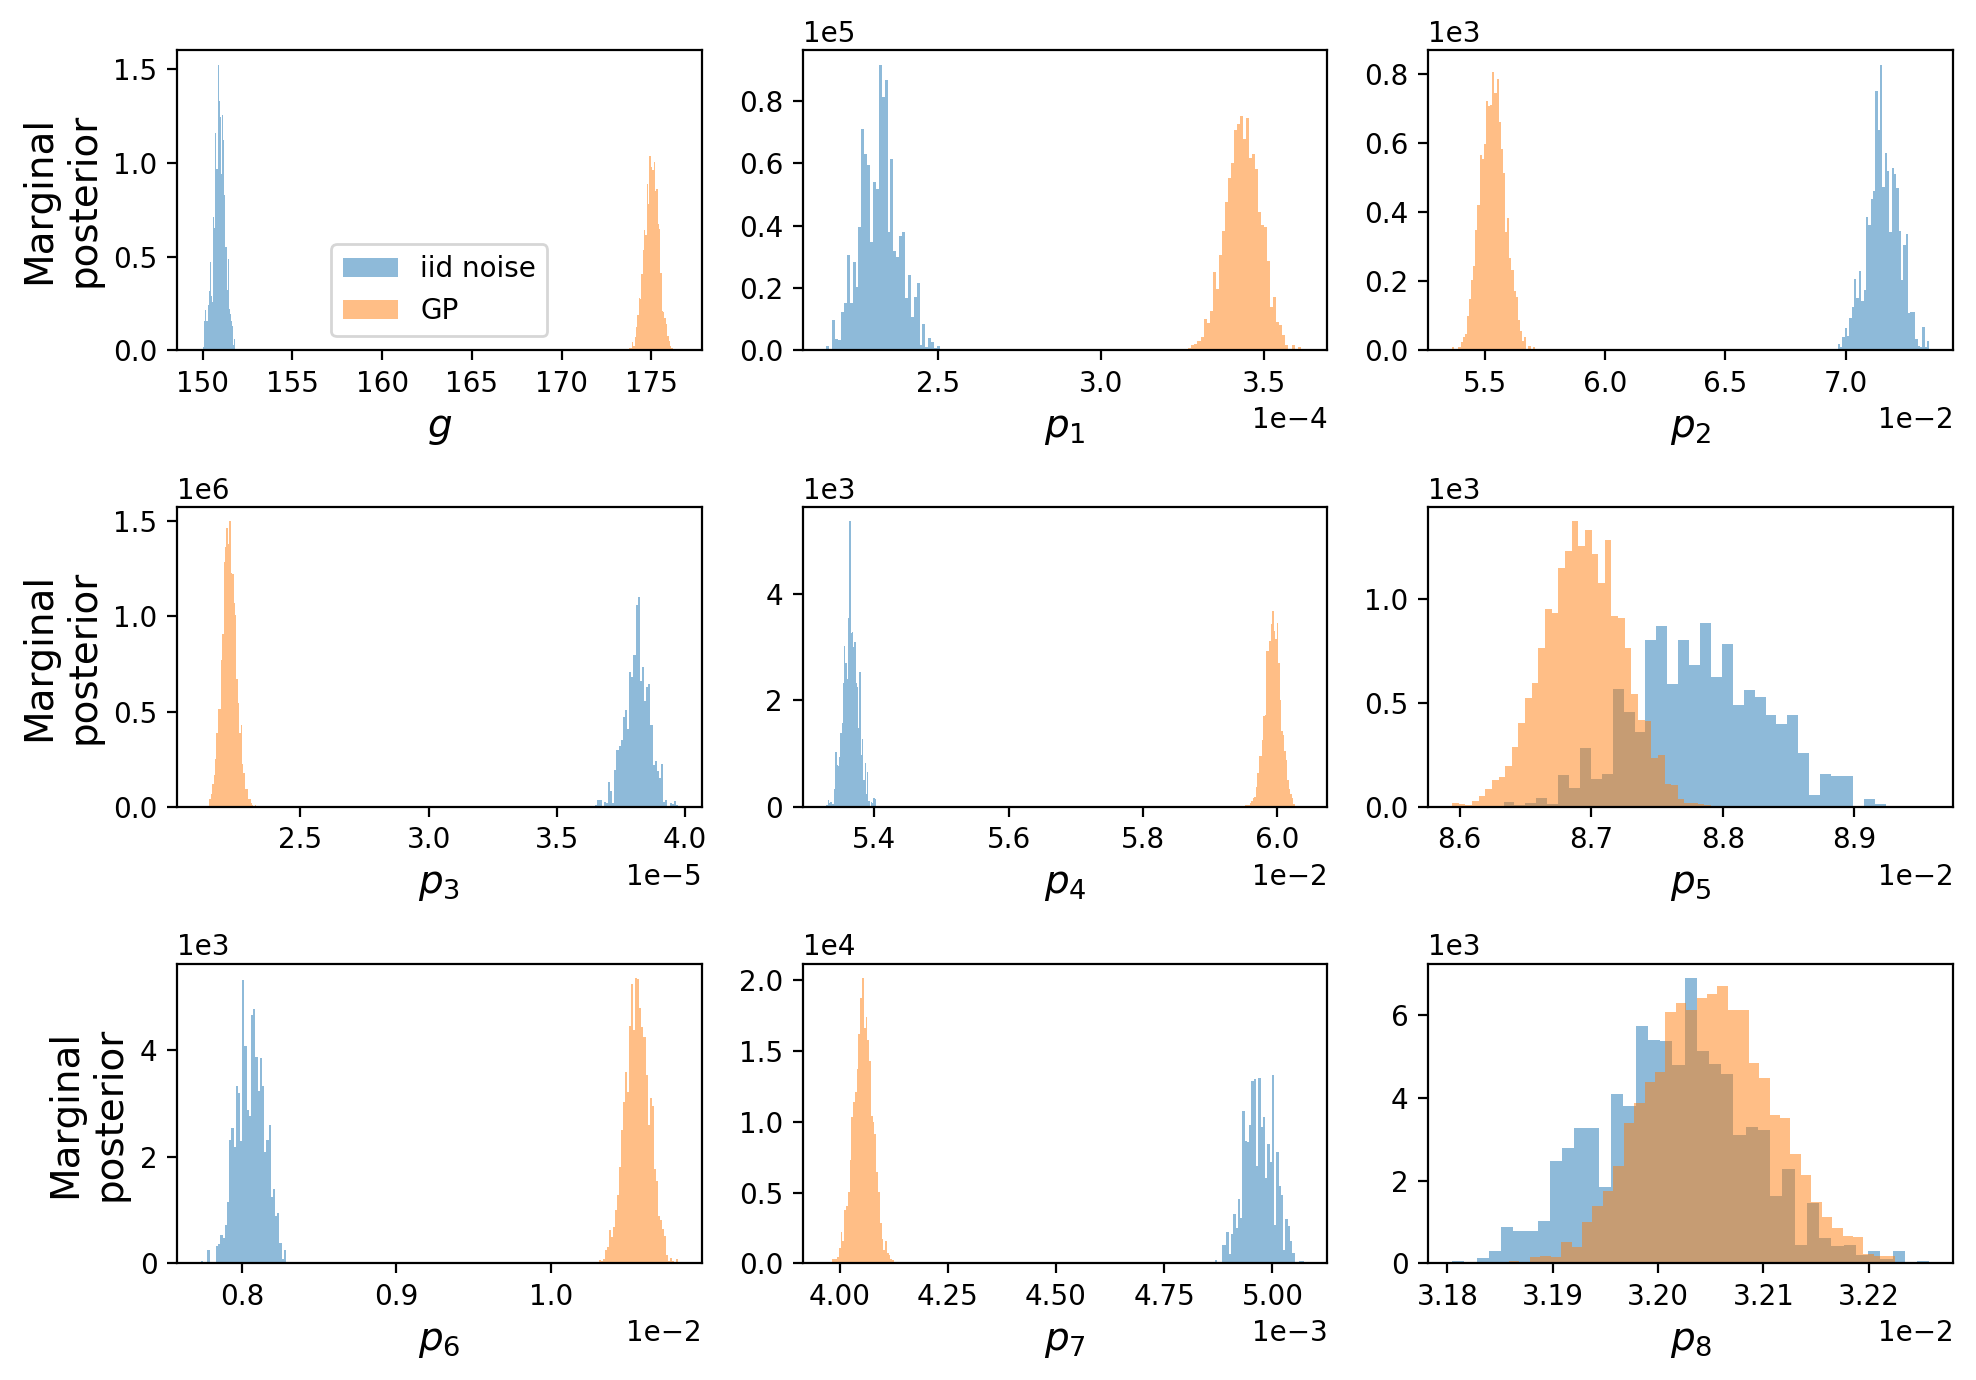 1e5
1e3
Marginal
posterior
1.5
1.0
0.5
0.0
iid noise
GP
0.8
0.6
0.4
0.2
0.0
0.8
0.6
0.4
0.2
0.0
150 155 160 165 170 175
2.5 3.0 3.5
5.5 6.0 6.5 7.0
1e−4
1e−2
g
p1
p2
1e6
1e3
1e3
Marginal
posterior
1.5
1.0
0.5
0.0
4
2
0
1.0
0.5
0.0
2.5 3.0 3.5 4.0
5.4 5.6 5.8 6.0
8.6 8.7 8.8 8.9
1e−5
1e−2
1e−2
p3
p4
p5
1e3
1e4
1e3
Marginal
posterior
4
2
0
2.0
1.5
1.0
0.5
0.0
6
4
2
0
0.8 0.9 1.0
4.00 4.25 4.50 4.75 5.00
3.18 3.19 3.20 3.21 3.22
1e−2
1e−3
1e−2
p6
p7
p8